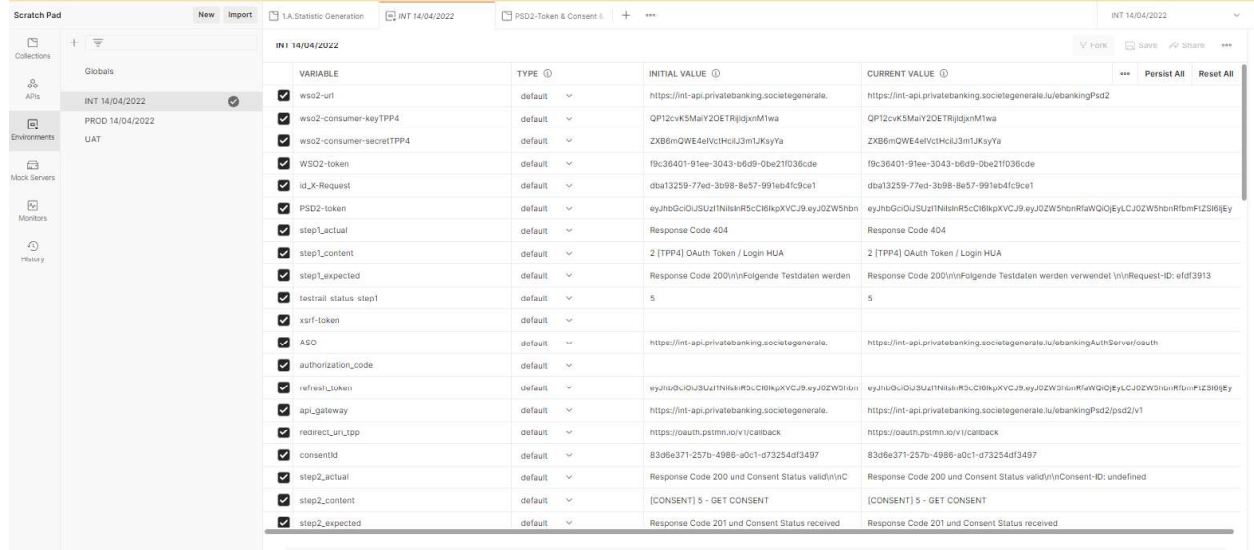 Scratch Pad New Import 1.A.Statistic Generation INT 14/04/2022 PSD2-Token & Consent INT 14/04/2022
Collections
APIs
Environments
Mock Servers
Monitors
History
Globals
INT 14/04/2022
PROD 14/04/2022
UAT
INT 14/04/2022 Fork Save Share
VARIABLE TYPE INITIAL VALUE CURRENT VALUE Persist All Reset All
wso2-url default https://int-api.privatebanking.societegenerale. https://int-api.privatebanking.societegenerale.lu/ebankingPsd2
wso2-consumer-keyTPP4 default
wso2-consumer-secretTPP4 default
WSO2-token default f9c36401-91ee-3043-b6d9-0be21f036cde f9c36401-91ee-3043-b6d9-0be21f036cde
id_X-Request default dba13259-77ed-3b98-8e57-991eb4fc9ce1 dba13259-77ed-3b98-8e57-991eb4fc9ce1
PSD2-token default
step1_actual default Response Code 404 Response Code 404
step1_content default 2 [TPP4] OAuth Token / Login HUA 2 [TPP4] OAuth Token / Login HUA
step1_expected default Response Code 200\n\nFolgende Testdaten werden Response Code 200\n\nFolgende Testdaten werden verwendet \n\nRequest-ID: efdf3913
testrail_status_step1 default 5 5
xsrf-token default
ASO default https://int-api.privatebanking.societegenerale. https://int-api.privatebanking.societegenerale.lu/ebankingAuthServer/oauth
authorization_code default
refresh_token default
api_gateway default https://int-api.privatebanking.societegenerale. https://int-api.privatebanking.societegenerale.lu/ebankingPsd2/psd2/v1
redirect_uri_tpp default https://oauth.pstmn.io/v1/callback https://oauth.pstmn.io/v1/callback
consentId default 83d6e371-257b-4986-a0c1-d73254df3497 83d6e371-257b-4986-a0c1-d73254df3497
step2_actual default Response Code 200 und Consent Status valid\n\nC Response Code 200 und Consent Status valid\n\nConsent-ID: undefined
step2_content default [CONSENT] 5 - GET CONSENT [CONSENT] 5 - GET CONSENT
step2_expected default Response Code 201 und Consent Status received Response Code 201 und Consent Status received